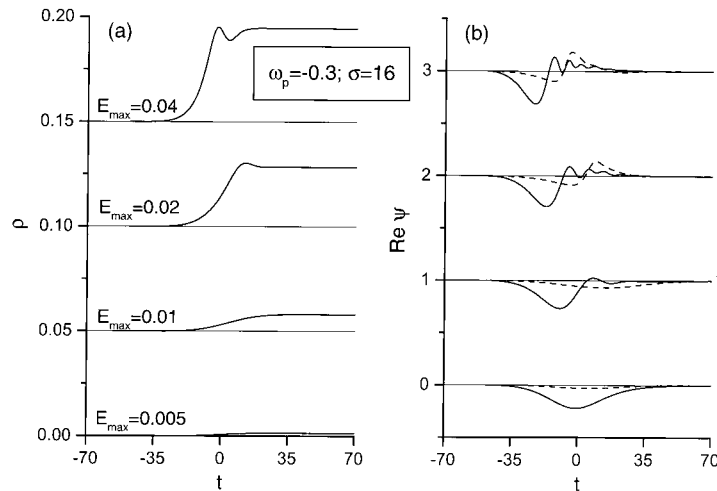 (a)
ρ
0.20
0.15
0.10
0.05
0.00
E_max=0.04
E_max=0.02
E_max=0.01
E_max=0.005
-70 -35 0 35 70
t
ω_p=-0.3; σ=16
(b)
Re ψ
3
2
1
0
-70 -35 0 35 70
t